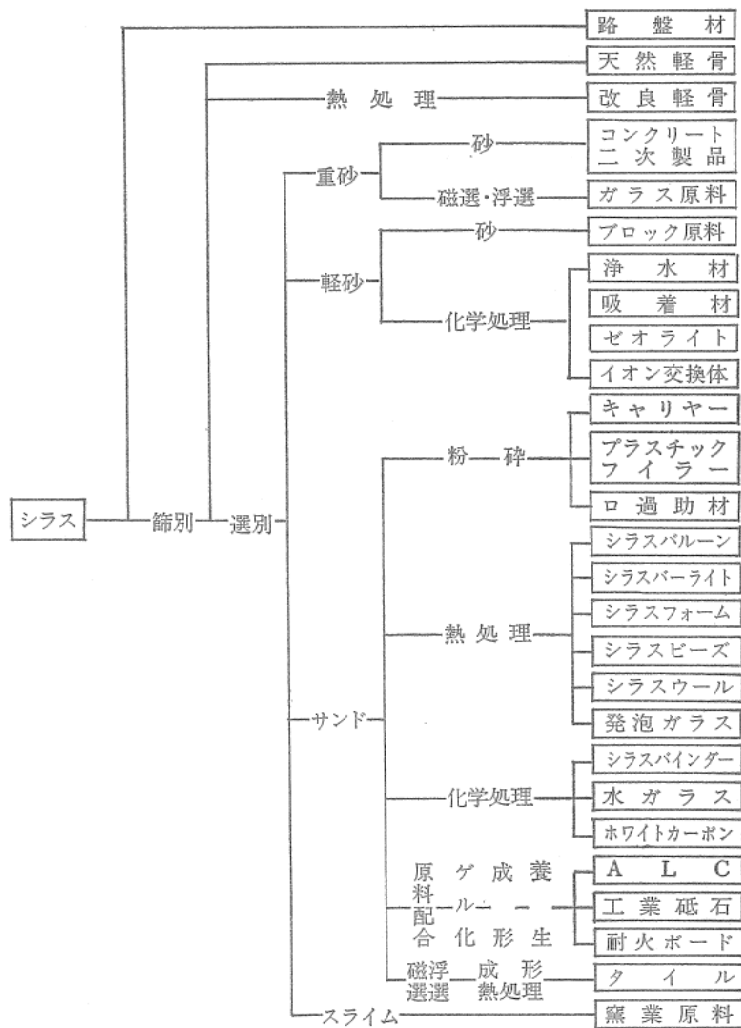 路盤材
天然軽骨
熱処理 改良軽骨
砂 コンクリート
二次製品
重砂
磁選・浮選 ガラス原料
砂 ブロック原料
軽砂
浄水材
化学処理
吸着材
ゼオライト
イオン交換体
キャリヤー
粉砕 プラスチック
フイラー
ロ過助材
シラス 篩別 選別
シラスバルーン
シラスバーライト
シラスフォーム
熱処理
シラスビーズ
シラスウール
発泡ガラス
サンド
シラスバインダー
化学処理 水ガラス
ホワイトカーボン
原料配合 ゲル化 成形 養生
ALC
工業砥石
耐火ボード
磁選 浮選 成形
熱処理
タイル
スライム 窯業原料